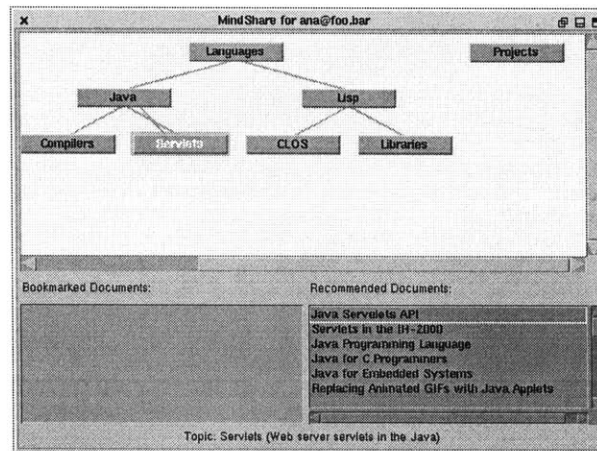 MindShare for ana@foo.bar
Languages
Projects
Java
Lisp
Compilers
Servlets
CLOS
Libraries
Bookmarked Documents:
Recommended Documents:
Java Servelets API
Servlets in the IH-2000
Java Programming Language
Java for C Programmers
Java for Embedded Systems
Replacing Animated GIFs with Java Applets
Topic: Servlets (Web server servlets in the Java)